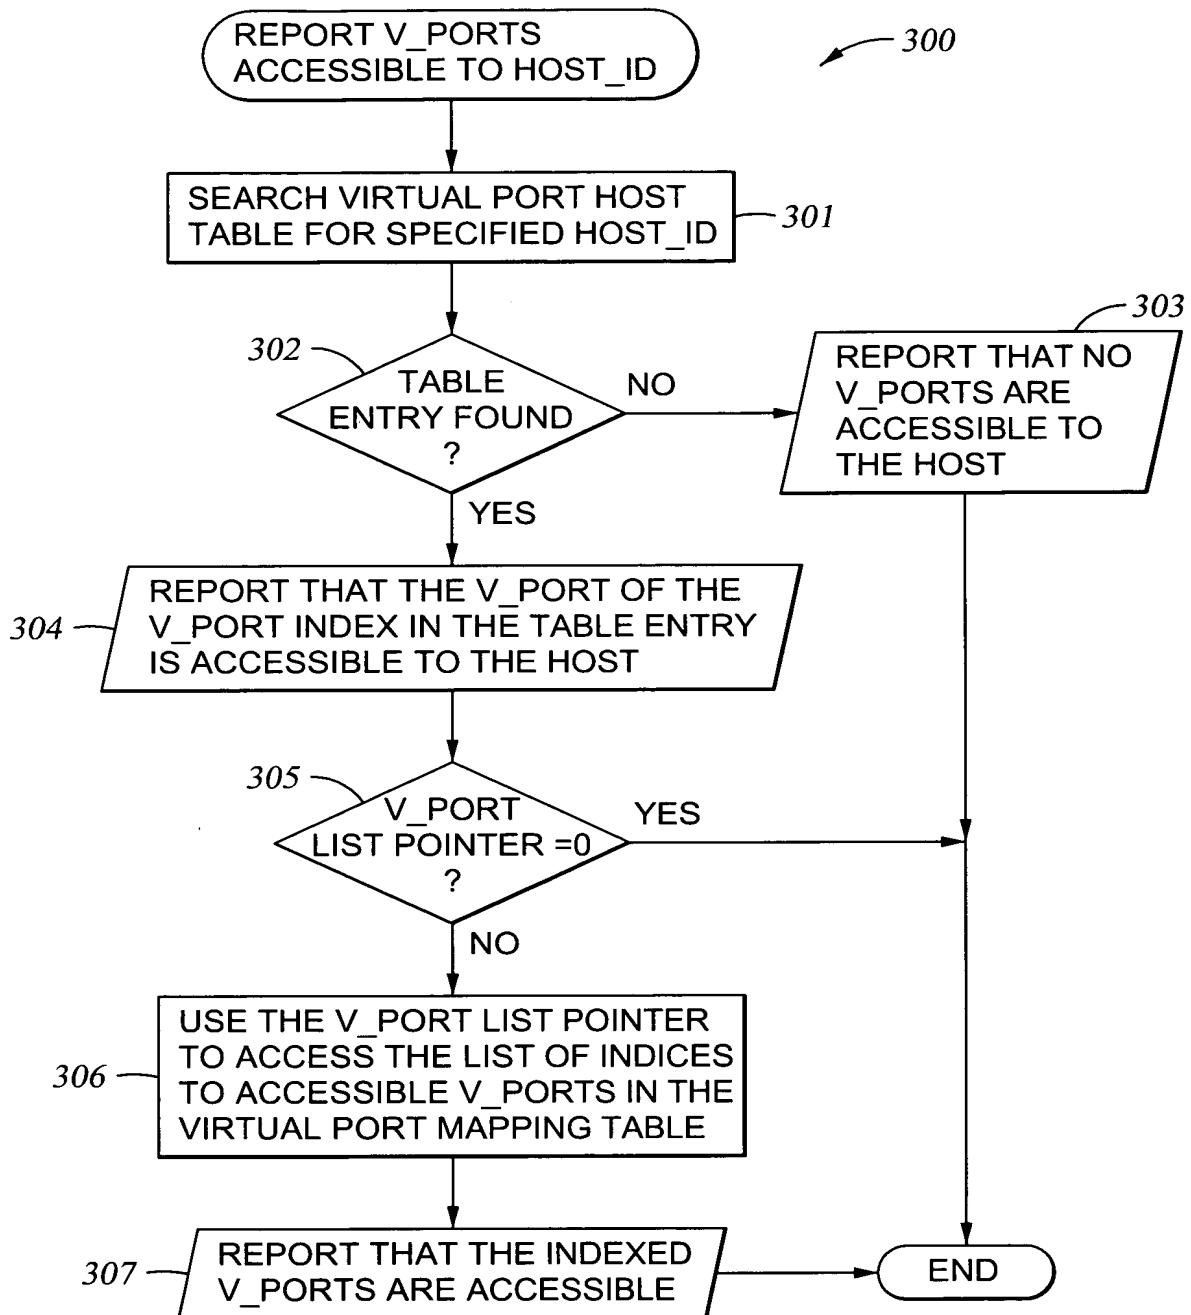 REPORT V_PORTS
ACCESSIBLE TO HOST_ID
300
SEARCH VIRTUAL PORT HOST
TABLE FOR SPECIFIED HOST_ID
301
302
TABLE
ENTRY FOUND
?
NO
303
REPORT THAT NO
V_PORTS ARE
ACCESSIBLE TO
THE HOST
YES
304
REPORT THAT THE V_PORT OF THE
V_PORT INDEX IN THE TABLE ENTRY
IS ACCESSIBLE TO THE HOST
305
V_PORT
LIST POINTER =0
?
YES
NO
306
USE THE V_PORT LIST POINTER
TO ACCESS THE LIST OF INDICES
TO ACCESSIBLE V_PORTS IN THE
VIRTUAL PORT MAPPING TABLE
307
REPORT THAT THE INDEXED
V_PORTS ARE ACCESSIBLE
END